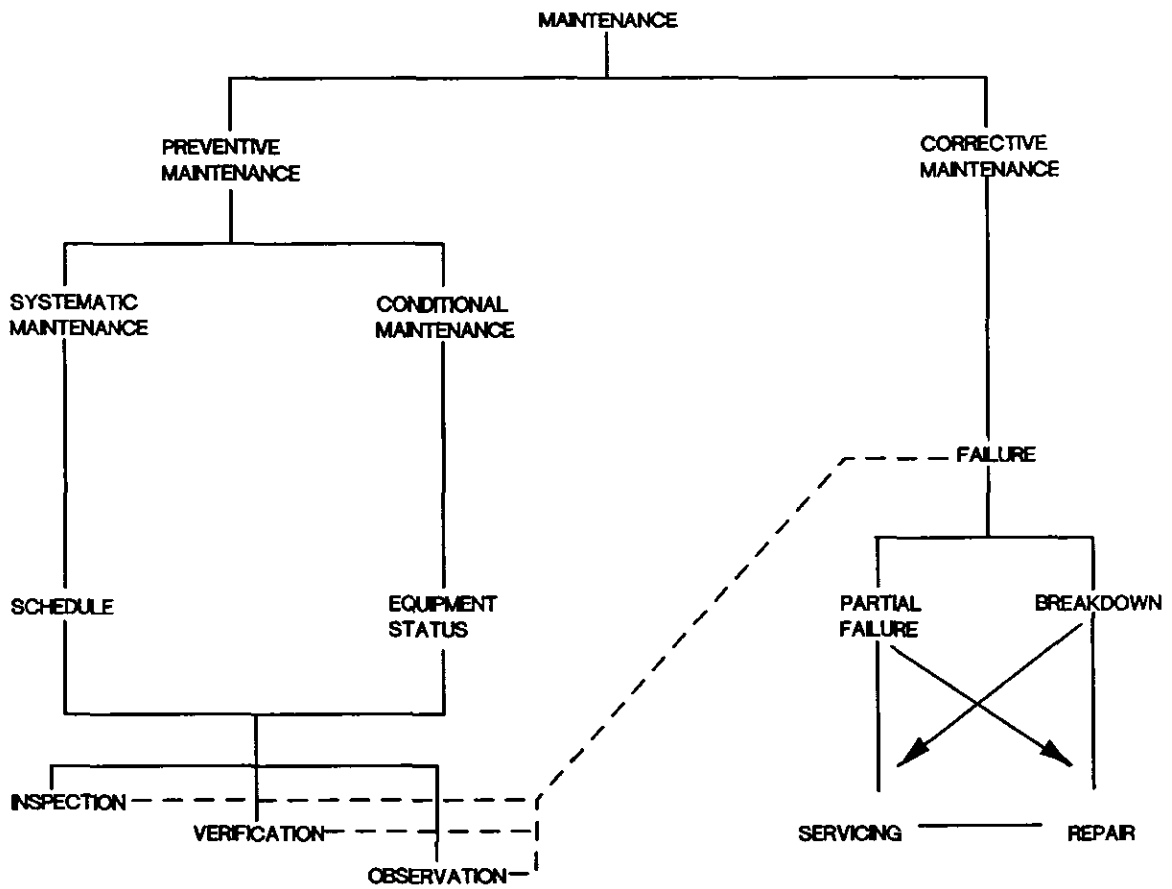 MAINTENANCE
PREVENTIVE
MAINTENANCE
CORRECTIVE
MAINTENANCE
SYSTEMATIC
MAINTENANCE
CONDITIONAL
MAINTENANCE
FAILURE
SCHEDULE
EQUIPMENT
STATUS
PARTIAL
FAILURE
BREAKDOWN
INSPECTION
VERIFICATION
OBSERVATION
SERVICING
REPAIR